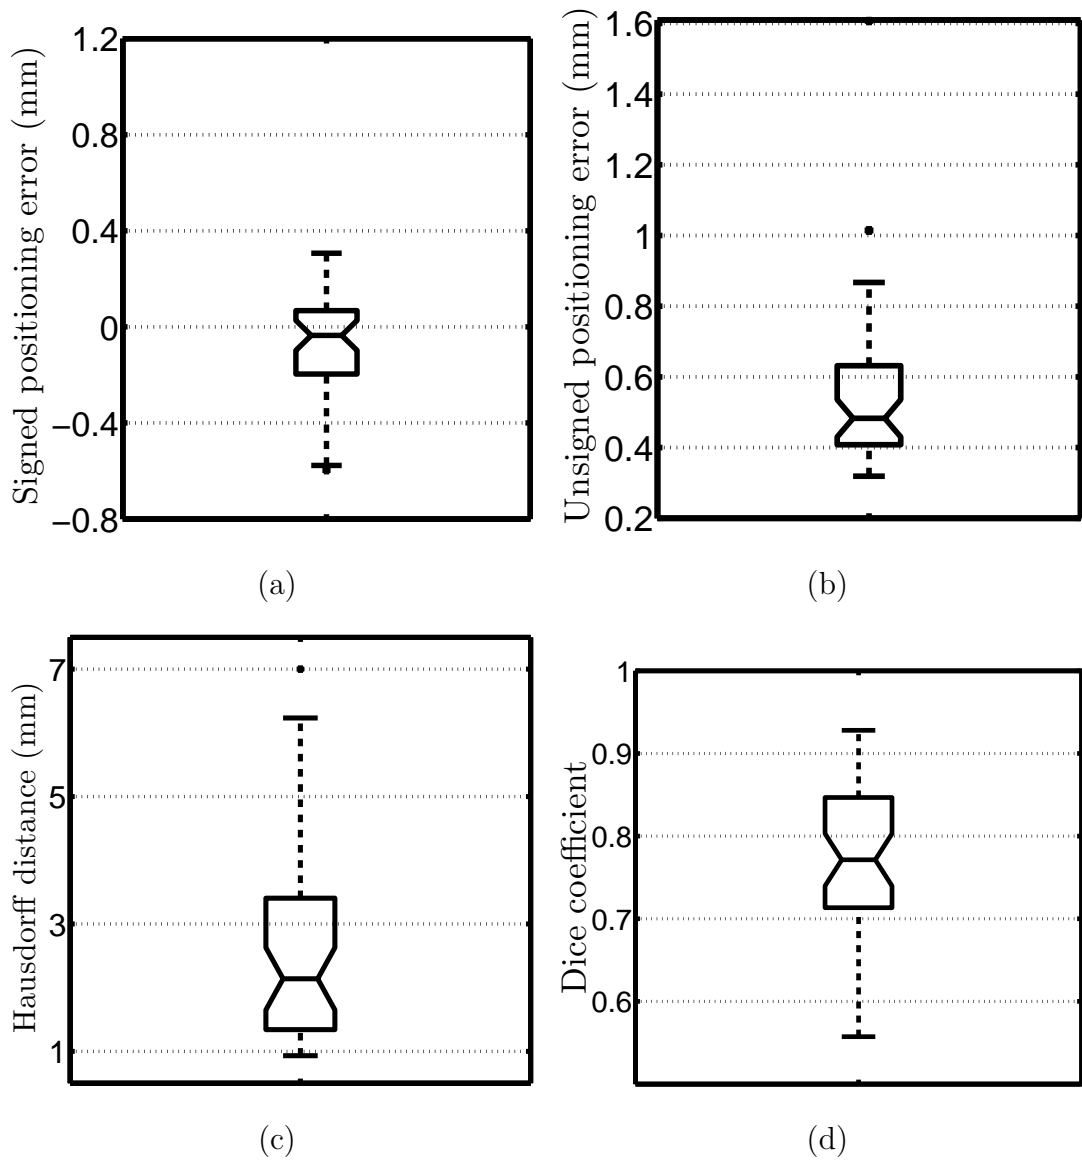 Signed positioning error (mm)
1.2
0.8
0.4
0
−0.4
−0.8
(a)
Unsigned positioning error (mm)
1.6
1.4
1.2
1
0.8
0.6
0.4
0.2
(b)
Hausdorff distance (mm)
7
5
3
1
(c)
Dice coefficient
1
0.9
0.8
0.7
0.6
(d)